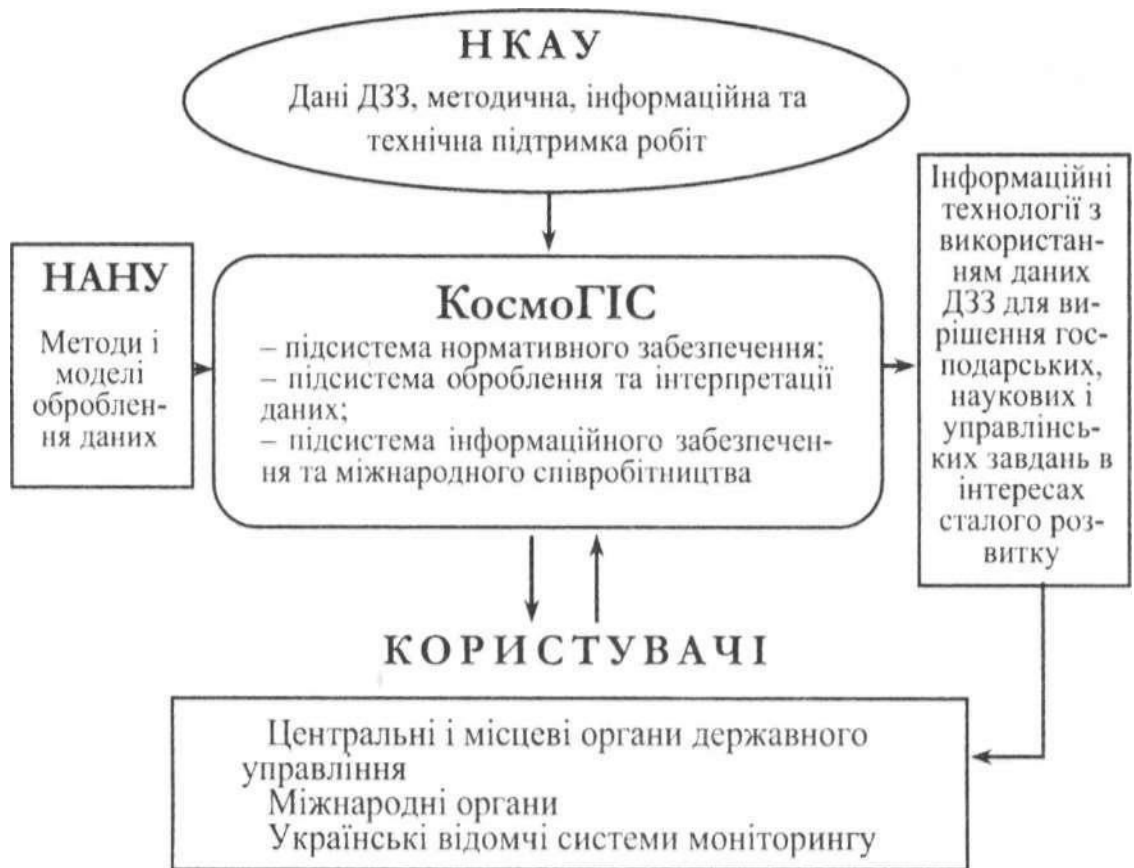 НКАУ
Дані ДЗЗ, методична, інформаційна та
технічна підтримка робіт
НАНУ
Методи і
моделі
оброблен-
ня даних
КосмоГІС
– підсистема нормативного забезпечення;
– підсистема оброблення та інтерпретації
даних;
– підсистема інформаційного забезпечен-
ня та міжнародного співробітництва
Інформаційні
технології з
використан-
ням даних
ДЗЗ для ви-
рішення гос-
подарських,
наукових і
управлінсь-
ких завдань в
інтересах
сталого роз-
витку
КОРИСТУВАЧІ
Центральні і місцеві органи державного
управління
Міжнародні органи
Українські відомчі системи моніторингу